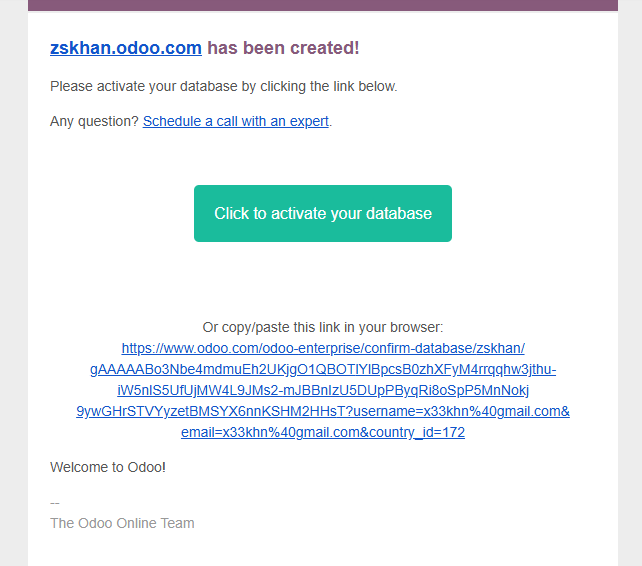 zskhan.odoo.com has been created!
Please activate your database by clicking the link below.
Any question? Schedule a call with an expert.
Click to activate your database
Or copy/paste this link in your browser:
https://www.odoo.com/odoo-enterprise/confirm-database/zskhan/
gAAAAABo3Nbe4mdmuEh2UKjgO1QBOTIYIBpcsB0zhXFyM4rrqqhw3jthu-
iW5nIS5UfUjMW4L9JMs2-mJBBnIzU5DUpPByqRi8oSpP5MnNokj
9ywGHrSTVYyzetBMSYX6nnKSHM2HHsT?username=x33khn%40gmail.com&
email=x33khn%40gmail.com&country_id=172
Welcome to Odoo!
--
The Odoo Online Team